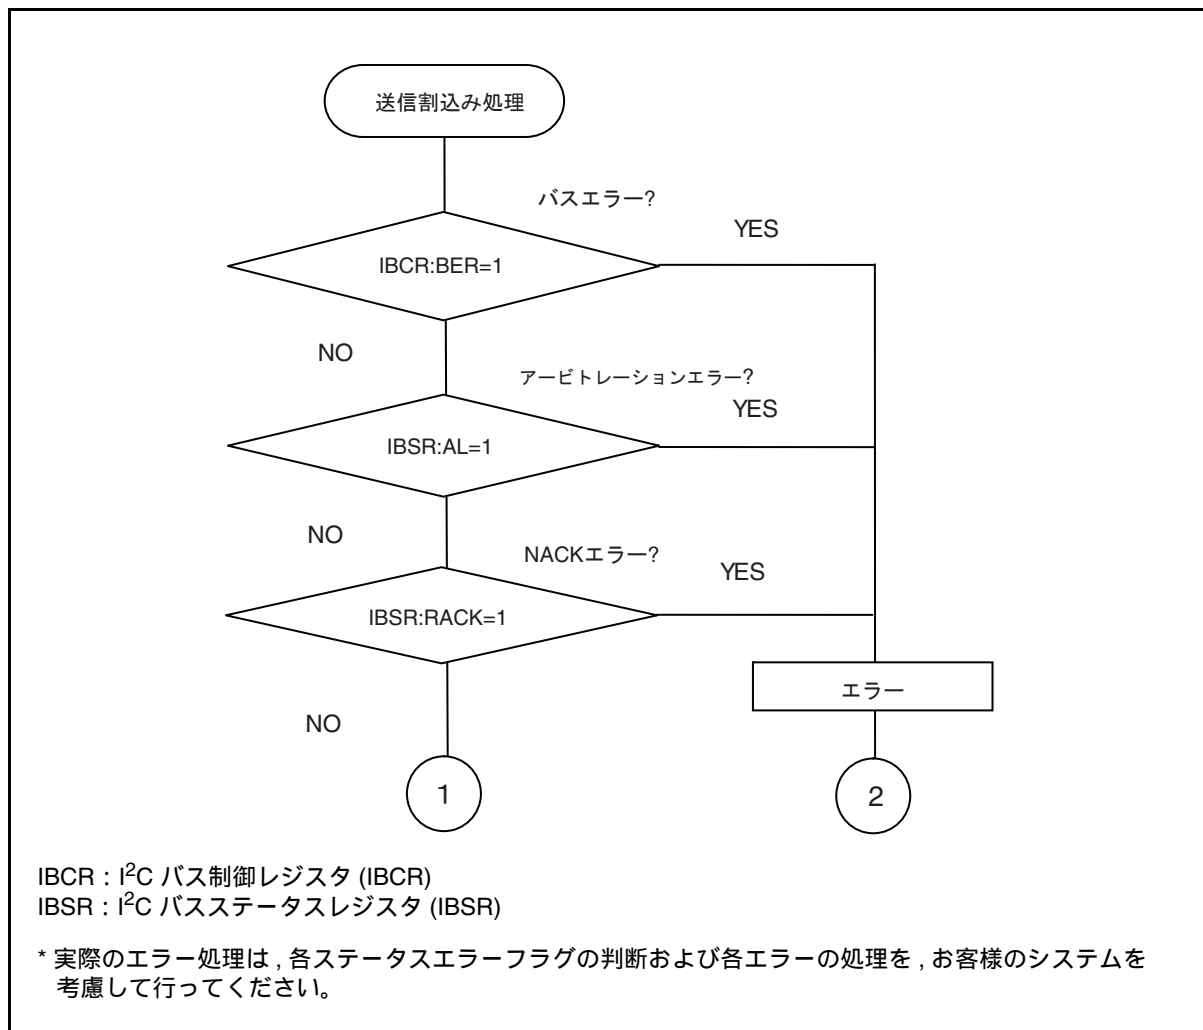 送信割込み処理
バスエラー?
YES
IBCR:BER=1
NO
アービトレーションエラー?
YES
IBSR:AL=1
NO
NACKエラー?
YES
IBSR:RACK=1
エラー
NO
1
2
IBCR : I²C バス制御レジスタ (IBCR)
IBSR : I²C バスステータスレジスタ (IBSR)
* 実際のエラー処理は , 各ステータスエラーフラグの判断および各エラーの処理を , お客様のシステムを
考慮して行ってください。